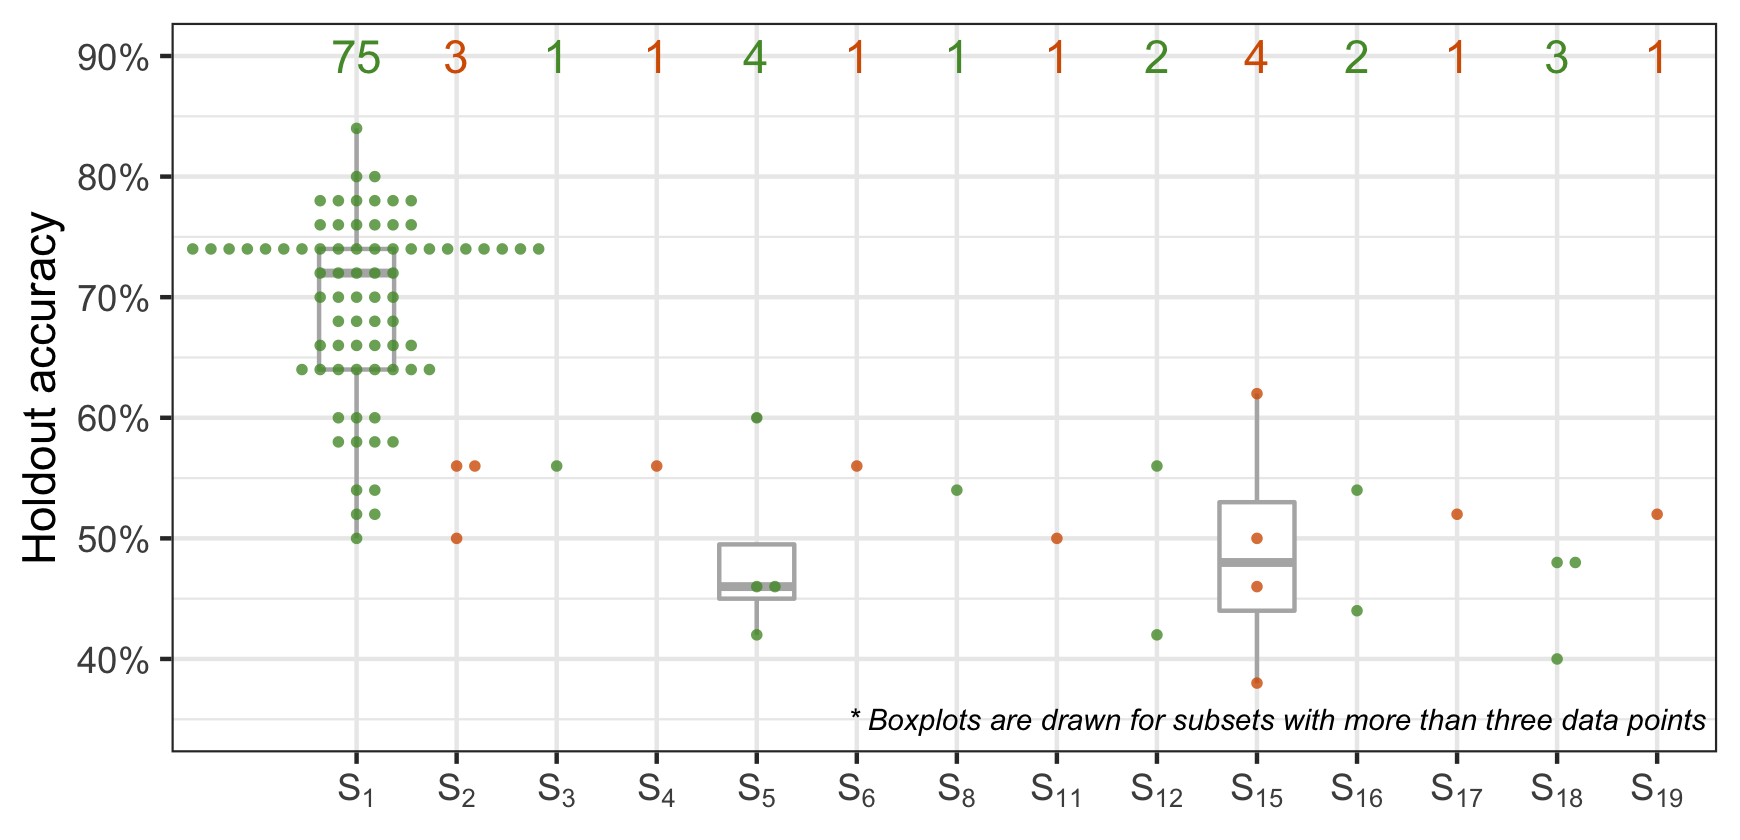 75 3 1 1 4 1 1 1 2 4 2 1 3 1
90%
80%
70%
60%
50%
40%
Holdout accuracy
* Boxplots are drawn for subsets with more than three data points
S₁ S₂ S₃ S₄ S₅ S₆ S₈ S₁₁ S₁₂ S₁₅ S₁₆ S₁₇ S₁₈ S₁₉